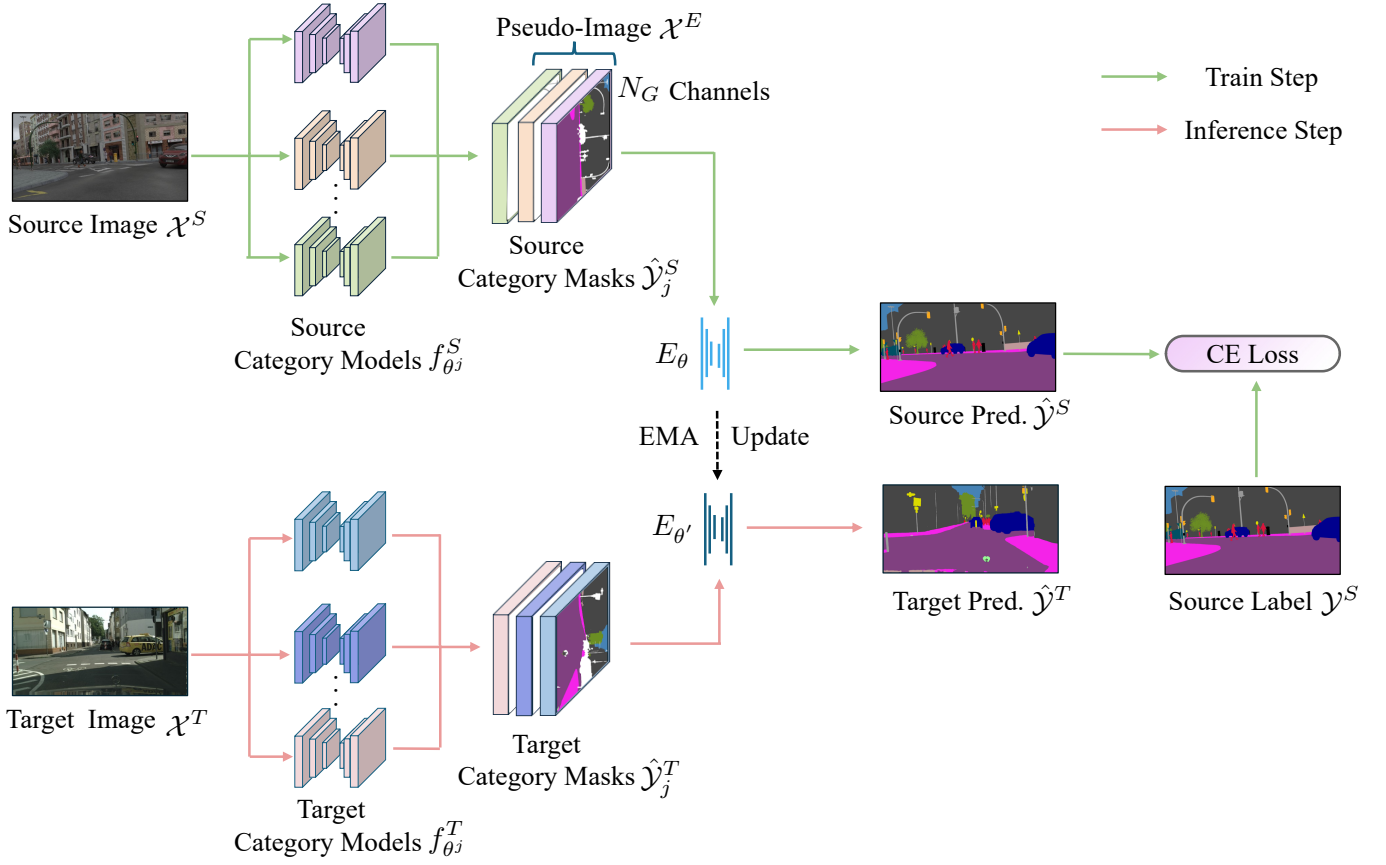 Pseudo-Image 𝒳^E
N_G Channels
Train Step
Inference Step
Source Image 𝒳^S
Source
Category Masks 𝒴̂_j^S
Source
Category Models f_{θ^j}^S
E_θ
CE Loss
Source Pred. 𝒴̂^S
EMA Update
E_{θ'}
Target Pred. 𝒴̂^T
Source Label 𝒴^S
ADAC
Target Image 𝒳^T
Target
Category Masks 𝒴̂_j^T
Target
Category Models f_{θ^j}^T